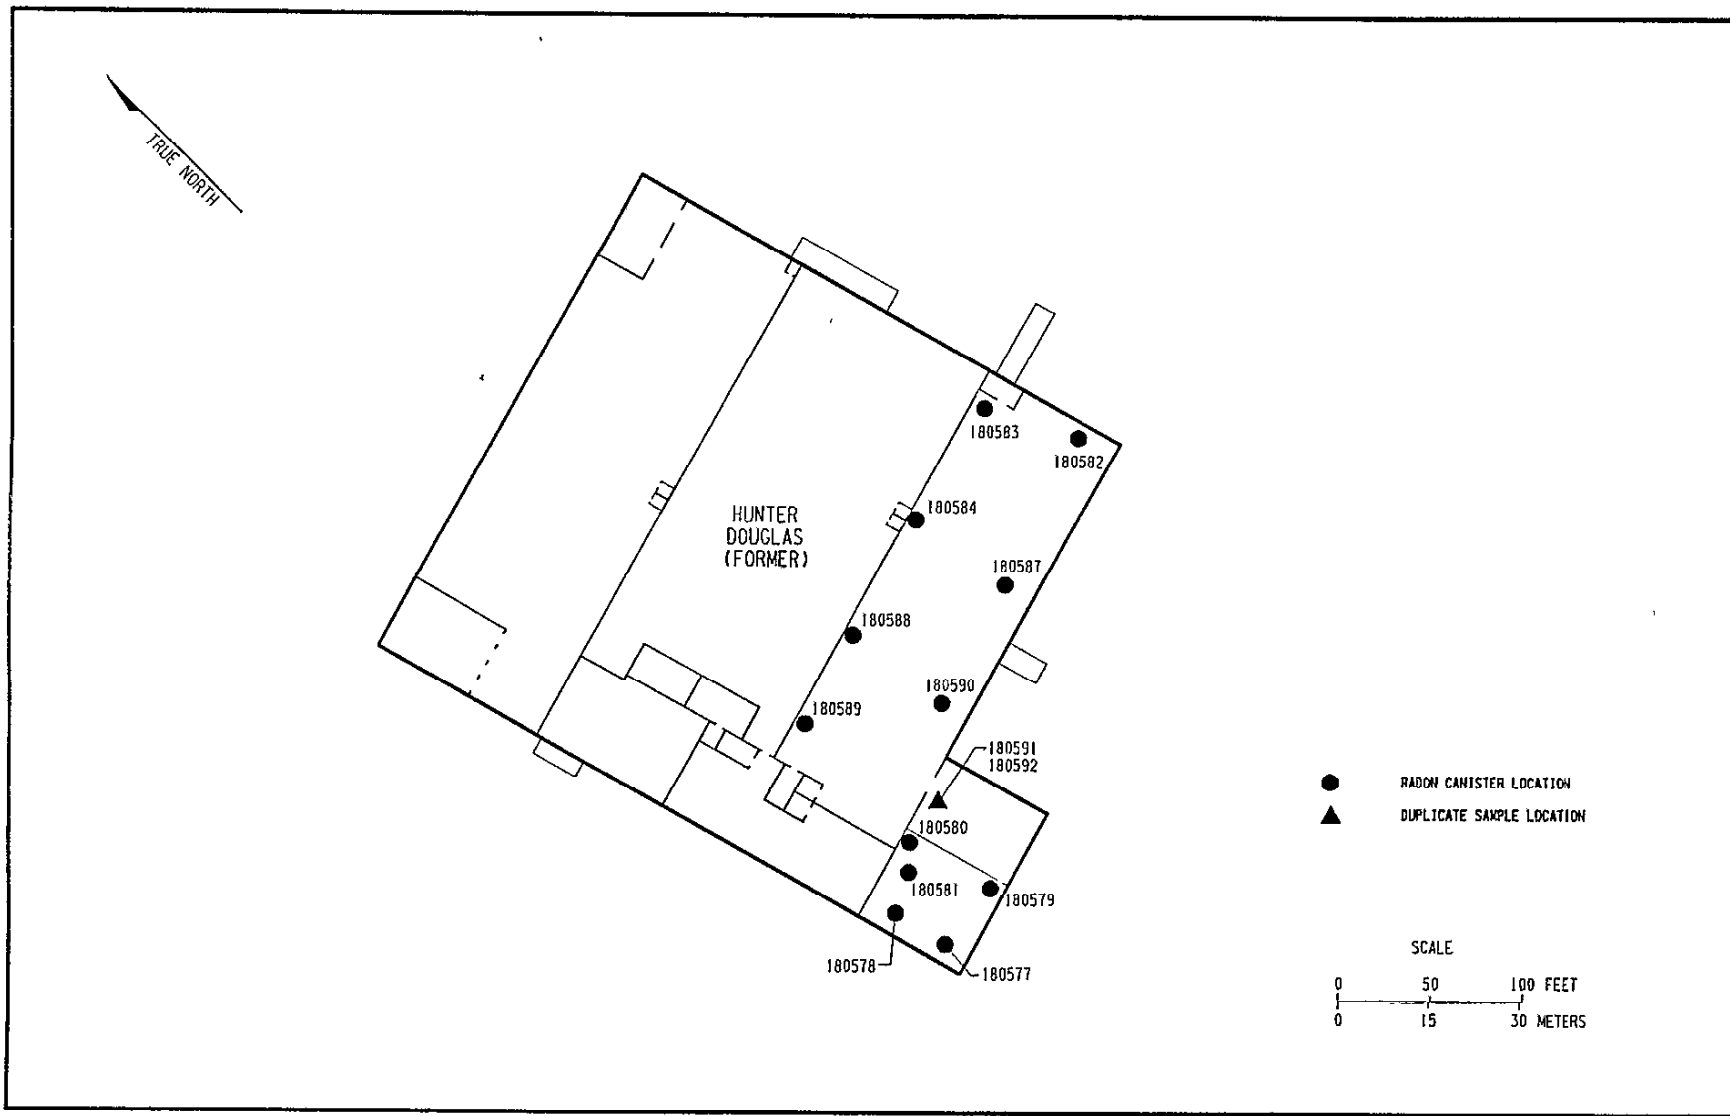 TRUE NORTH
180583
180582
180584
HUNTER
DOUGLAS
(FORMER)
180587
180588
180590
180589
180591
180592
180580
180581
180579
180578
180577
RADON CANISTER LOCATION
DUPLICATE SAMPLE LOCATION
SCALE
0 50 100 FEET
0 15 30 METERS